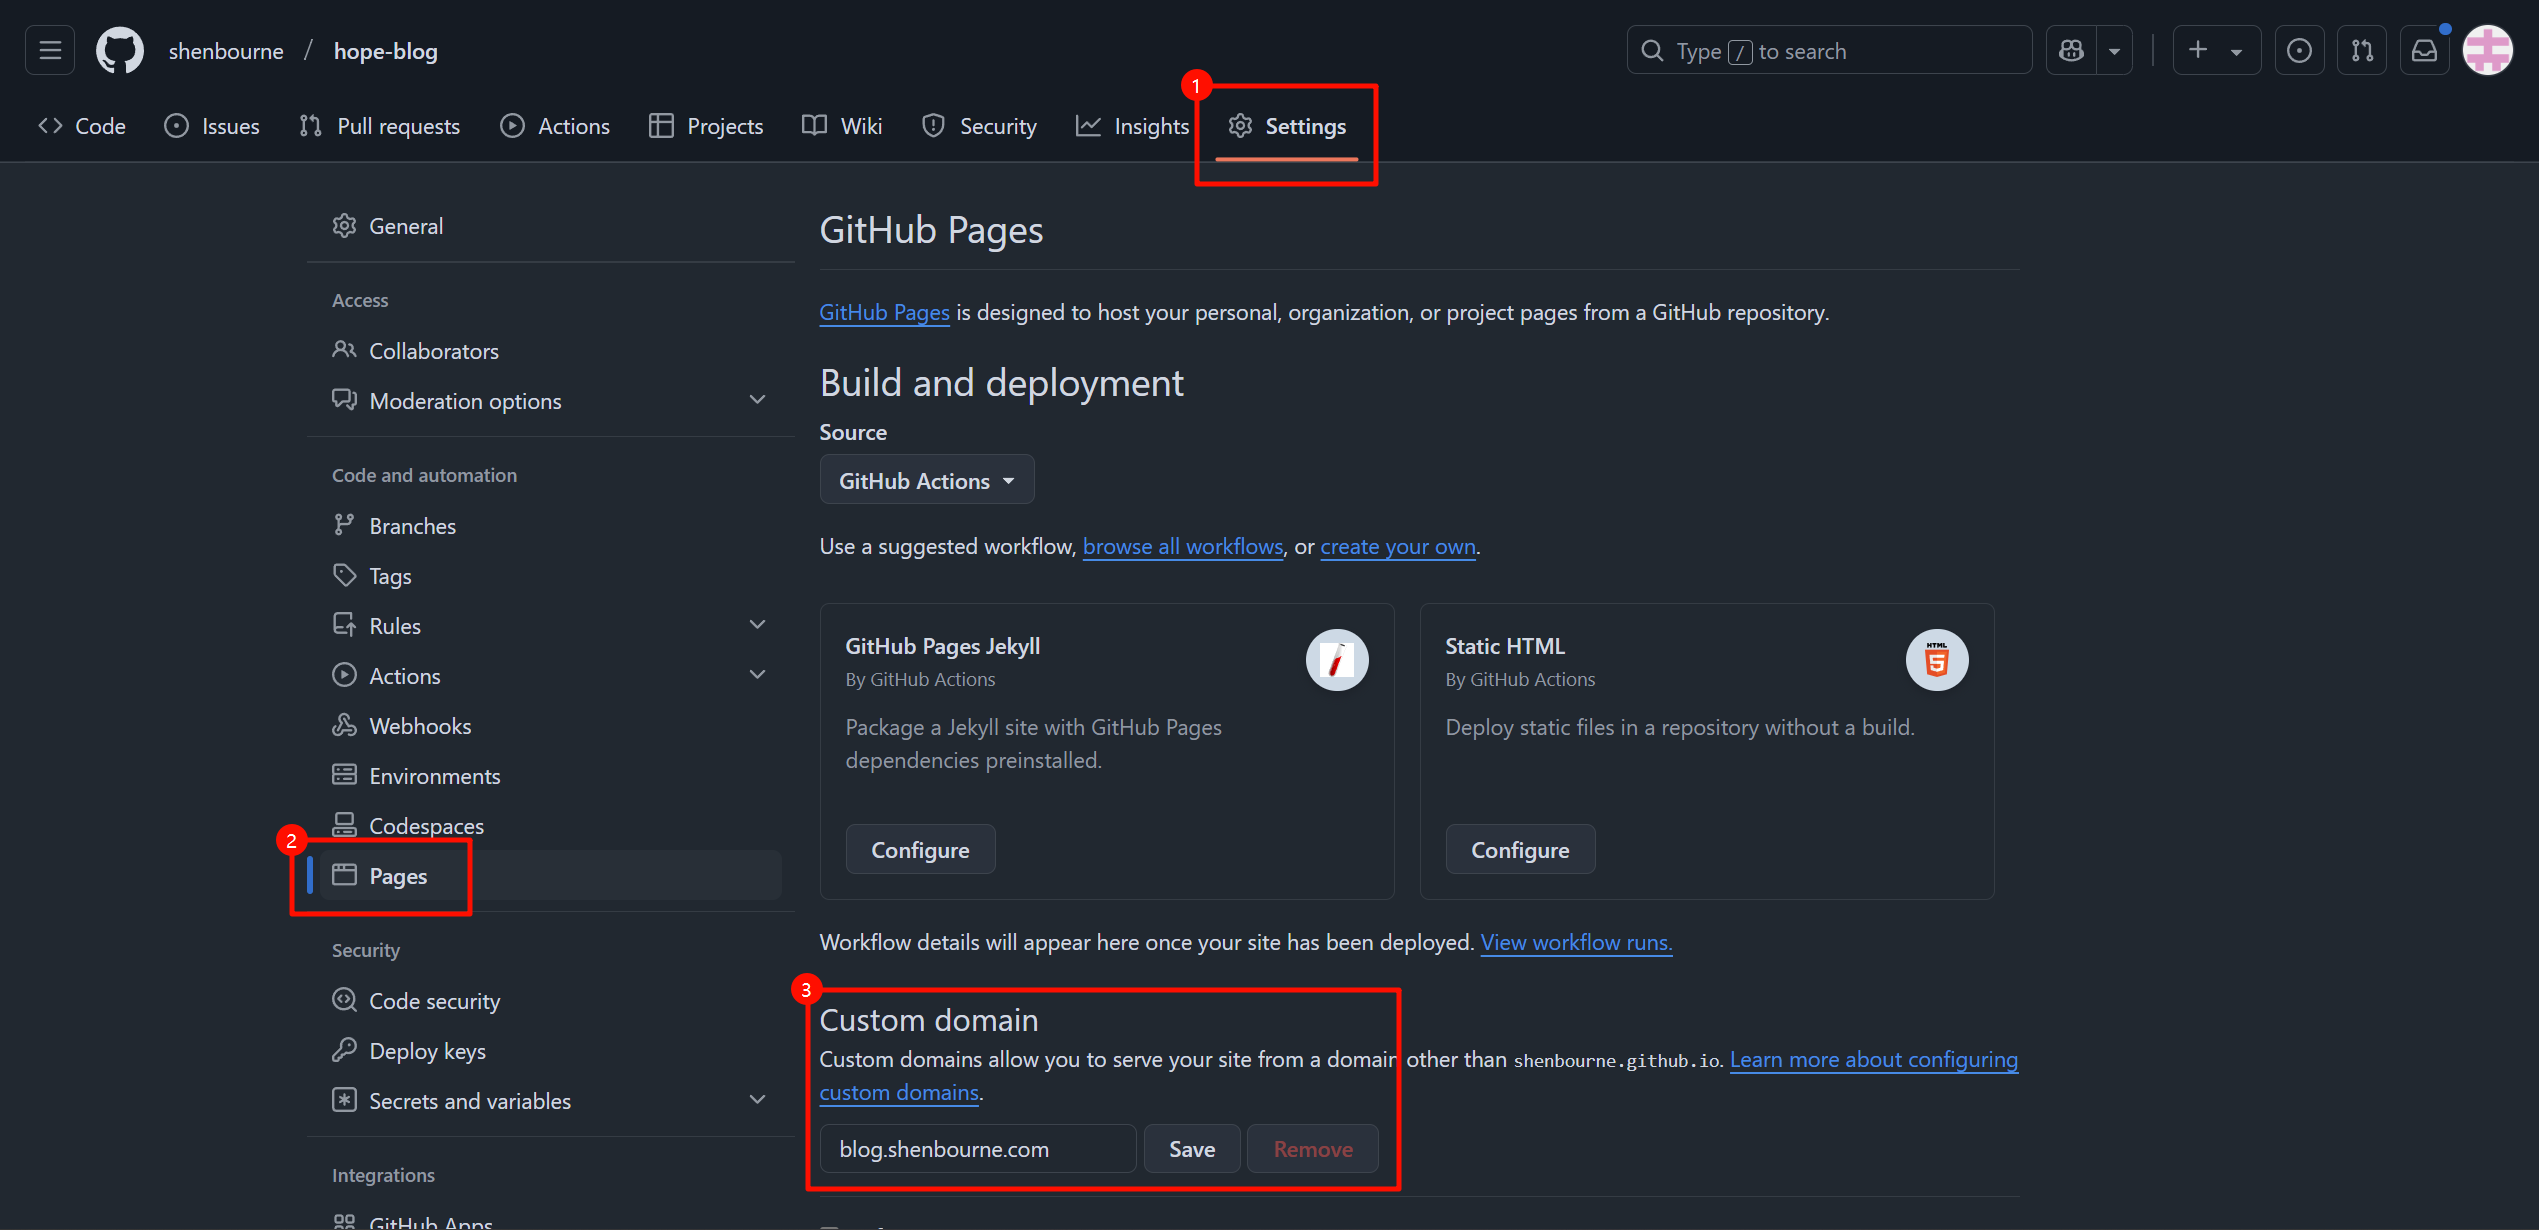 shenbourne / hope-blog
Type / to search
Code Issues Pull requests Actions Projects Wiki Security Insights Settings
1
General
Access
Collaborators
Moderation options
Code and automation
Branches
Tags
Rules
Actions
Webhooks
Environments
Codespaces
2
Pages
Security
Code security
Deploy keys
Secrets and variables
Integrations
GitHub Apps
GitHub Pages
GitHub Pages is designed to host your personal, organization, or project pages from a GitHub repository.
Build and deployment
Source
GitHub Actions
Use a suggested workflow, browse all workflows, or create your own.
GitHub Pages Jekyll
By GitHub Actions
Package a Jekyll site with GitHub Pages
dependencies preinstalled.
Configure
Static HTML
By GitHub Actions
HTML
5
Deploy static files in a repository without a build.
Configure
Workflow details will appear here once your site has been deployed. View workflow runs.
3
Custom domain
Custom domains allow you to serve your site from a domain other than shenbourne.github.io. Learn more about configuring
custom domains.
blog.shenbourne.com Save Remove